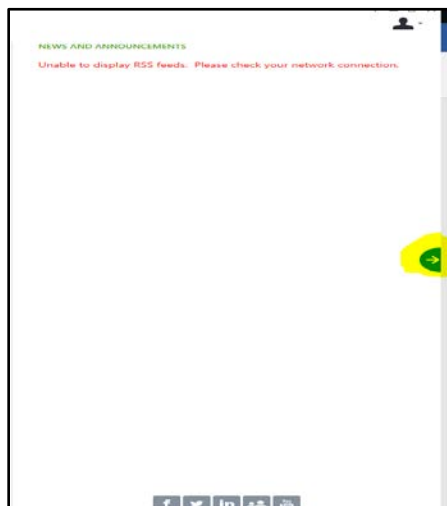 NEWS AND ANNOUNCEMENTS
Unable to display RSS feeds. Please check your network connection.